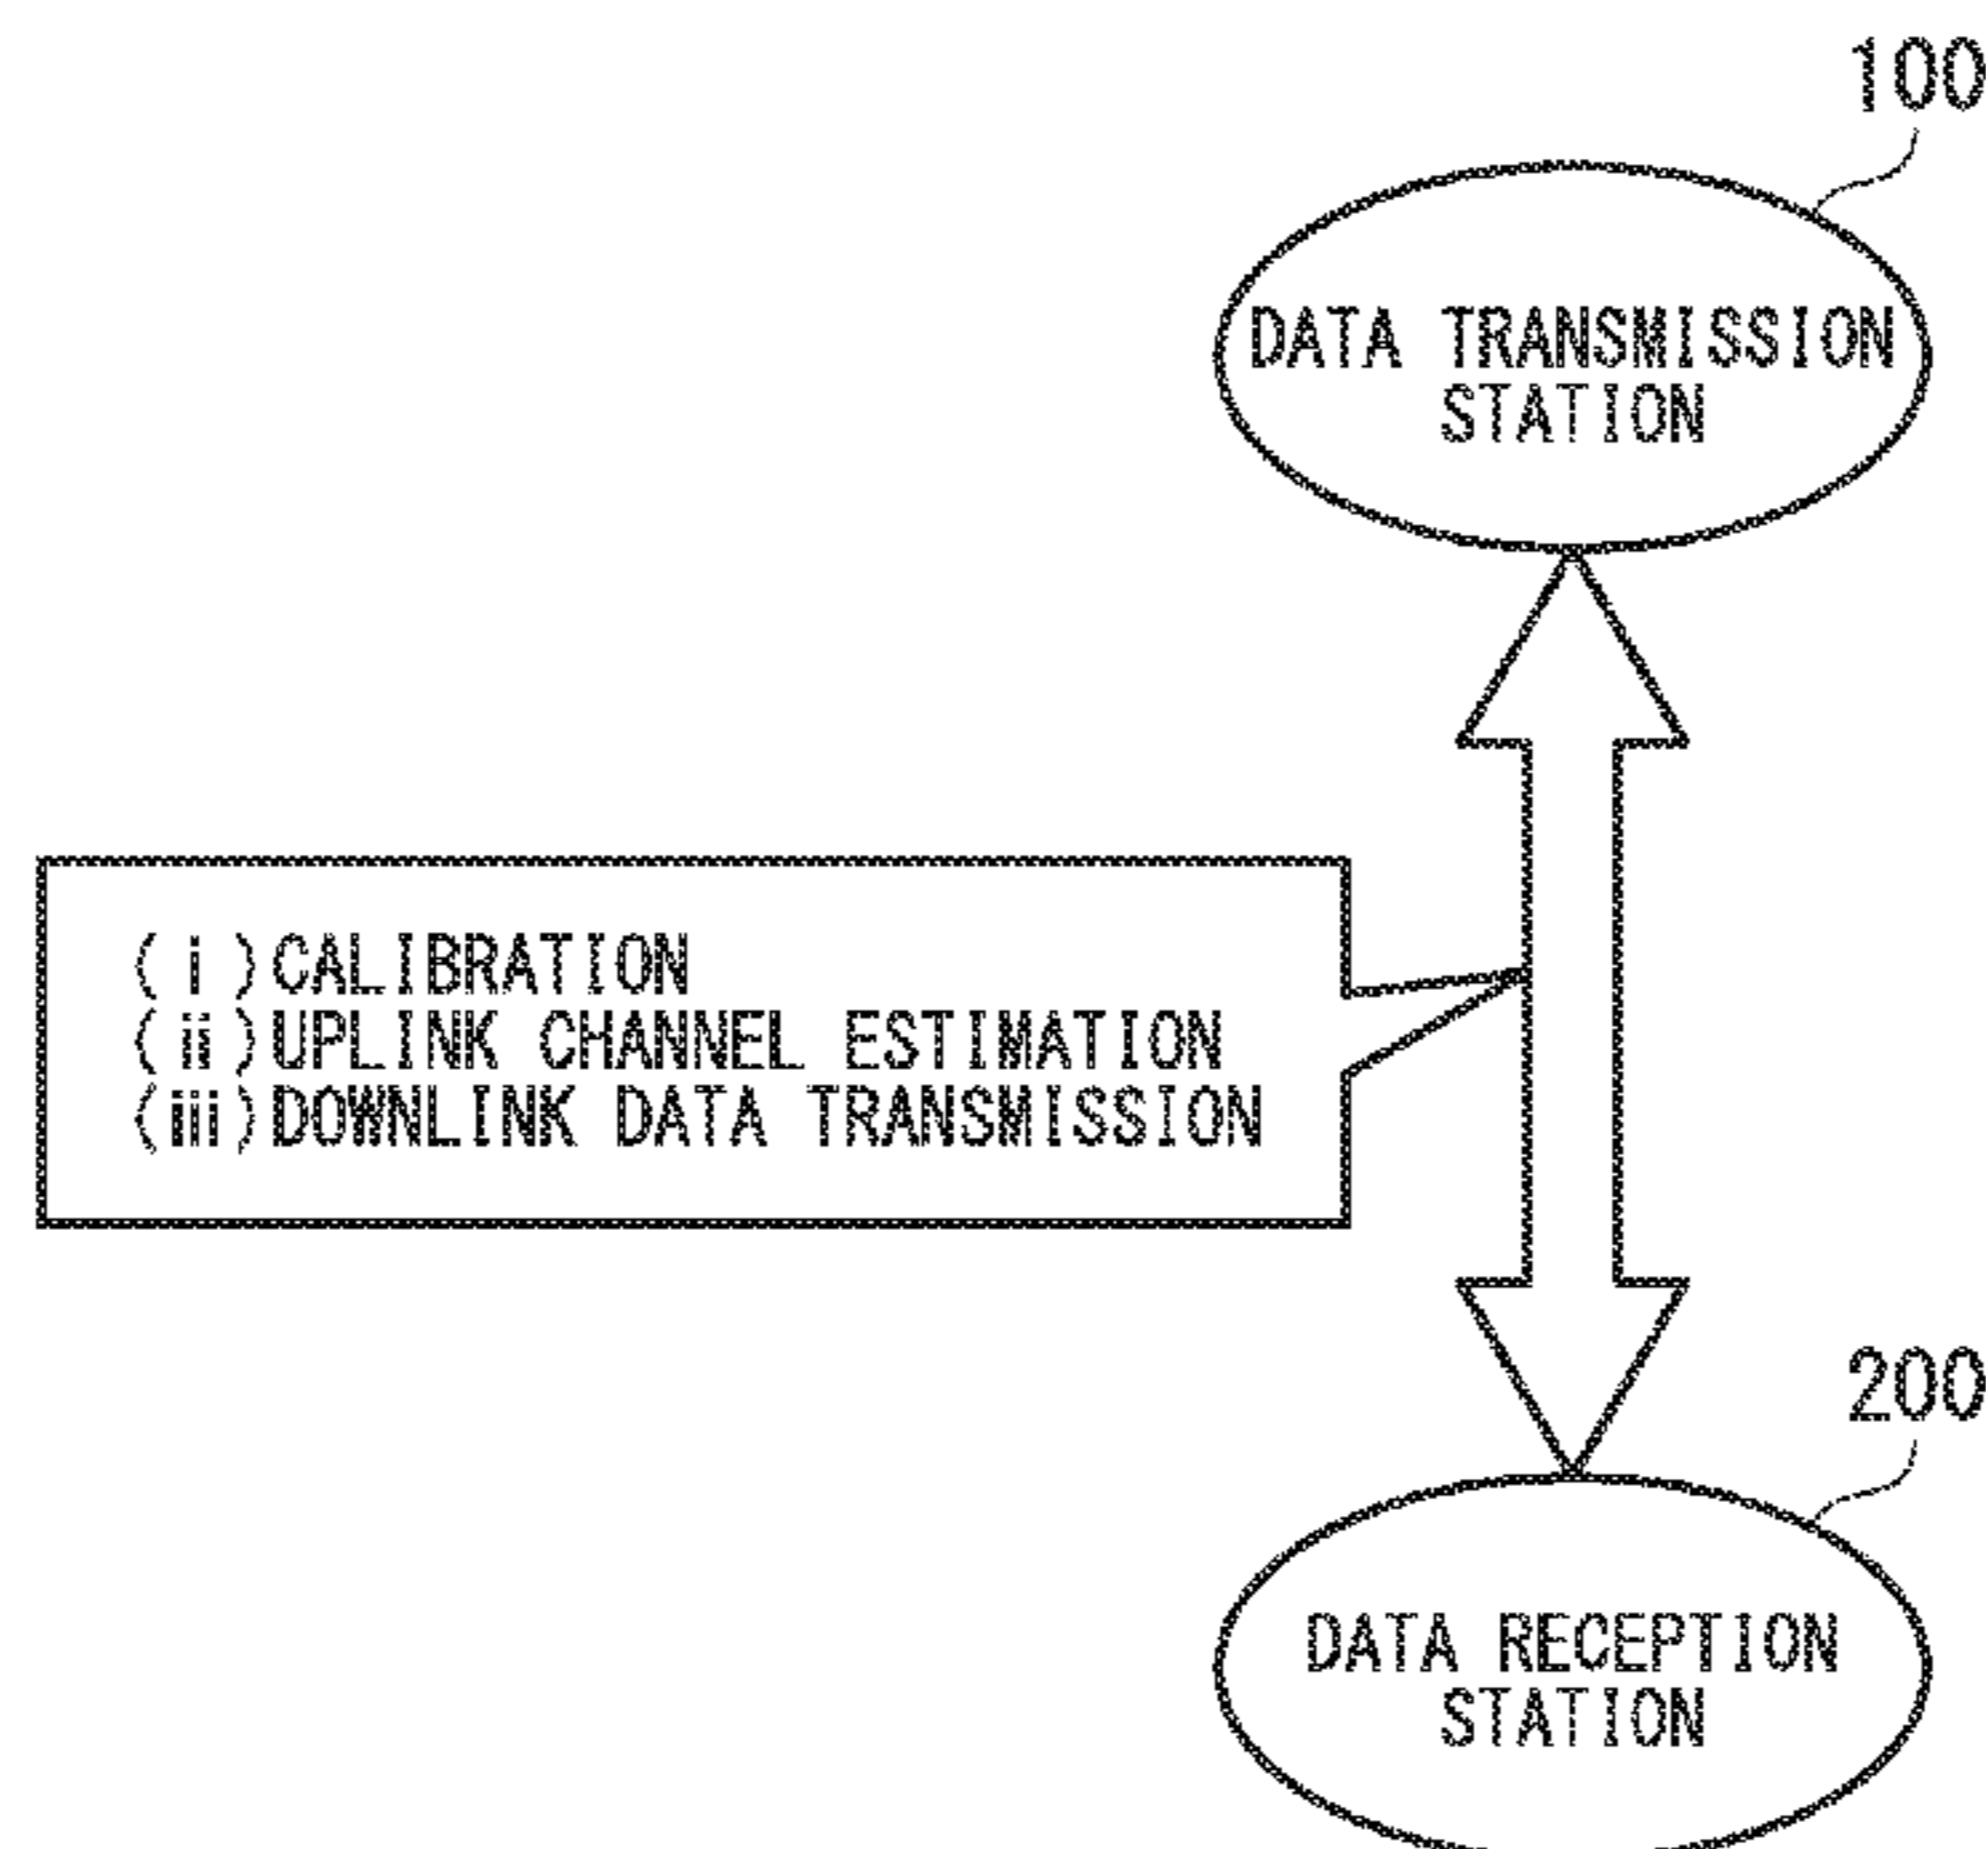 100
DATA TRANSMISSION
STATION
(i)CALIBRATION
(ii)UPLINK CHANNEL ESTIMATION
(iii)DOWNLINK DATA TRANSMISSION
200
DATA RECEPTION
STATION